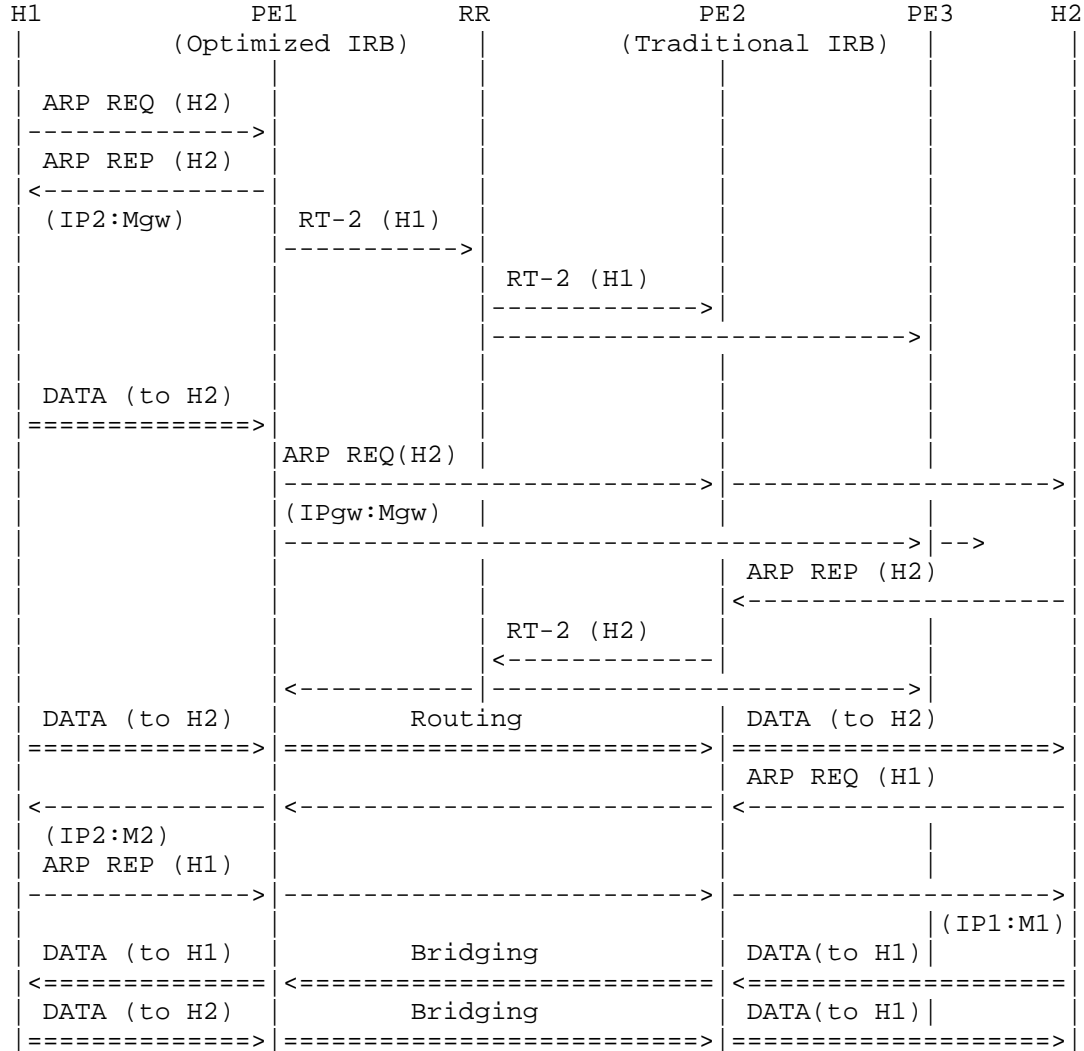 H1 PE1 RR PE2 PE3 H2
(Optimized IRB) (Traditional IRB)
ARP REQ (H2)
ARP REP (H2)
(IP2:Mgw) RT-2 (H1)
RT-2 (H1)
DATA (to H2)
ARP REQ(H2)
(IPgw:Mgw)
ARP REP (H2)
RT-2 (H2)
DATA (to H2) Routing DATA (to H2)
ARP REQ (H1)
(IP2:M2)
ARP REP (H1)
(IP1:M1)
DATA (to H1) Bridging DATA(to H1)
DATA (to H2) Bridging DATA(to H1)